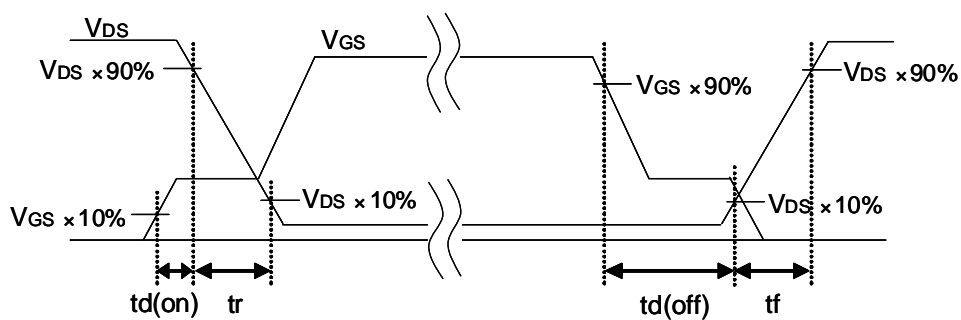 VDS
VGS
VDS ×90%
VGS ×90%
VDS ×90%
VGS ×10%
VDS ×10%
VDS ×10%
td(on)
tr
td(off)
tf